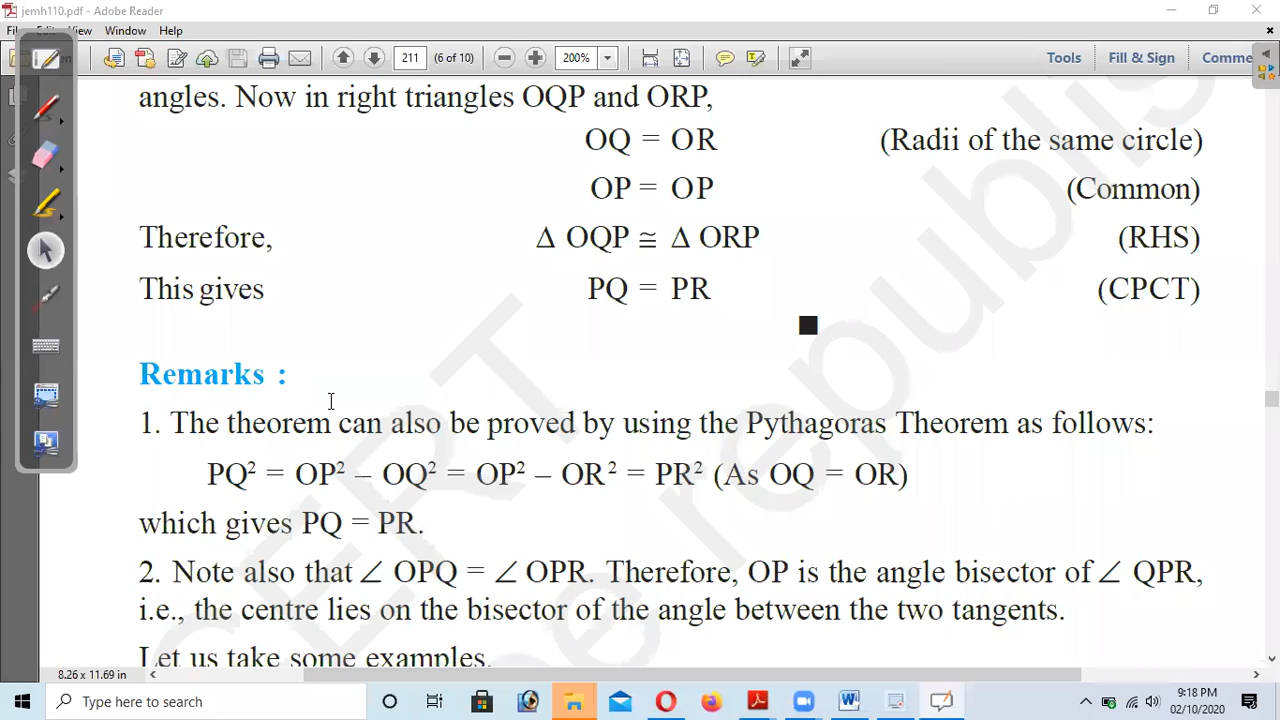 jemh110.pdf - Adobe Reader
View Window Help
211 (6 of 10) 200% Tools Fill & Sign Comme
angles. Now in right triangles OQP and ORP,
OQ = OR (Radii of the same circle)
OP = OP (Common)
Therefore, Δ OQP ≅ Δ ORP (RHS)
This gives PQ = PR (CPCT)
Remarks :
1. The theorem can also be proved by using the Pythagoras Theorem as follows:
PQ² = OP² – OQ² = OP² – OR² = PR² (As OQ = OR)
which gives PQ = PR.
2. Note also that ∠ OPQ = ∠ OPR. Therefore, OP is the angle bisector of ∠ QPR,
i.e., the centre lies on the bisector of the angle between the two tangents.
Let us take some examples.
8.26 x 11.69 in
Type here to search
9:18 PM
02/10/2020